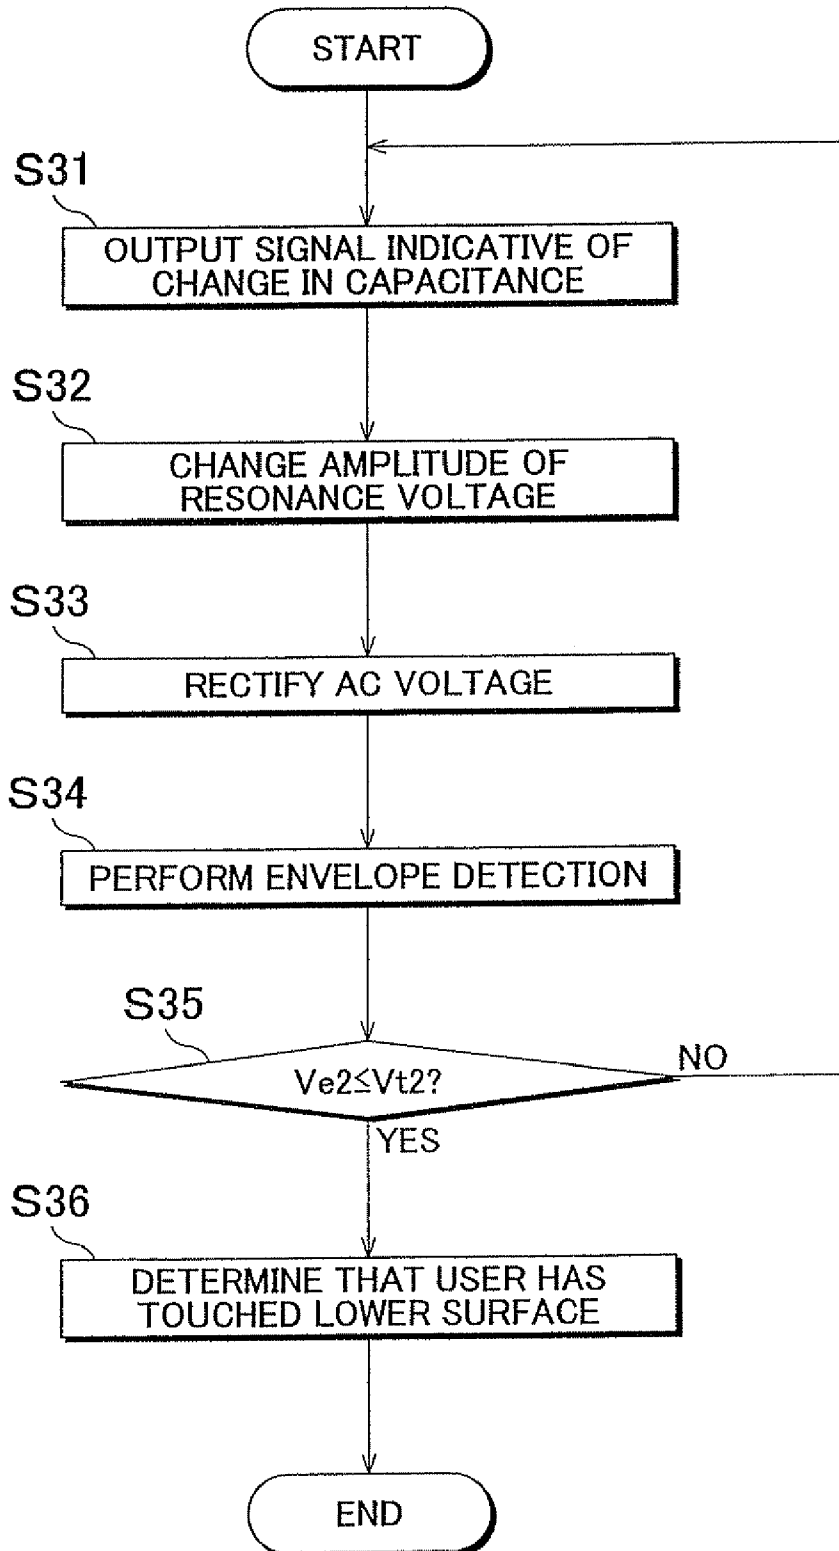 START
S31
OUTPUT SIGNAL INDICATIVE OF
CHANGE IN CAPACITANCE
S32
CHANGE AMPLITUDE OF
RESONANCE VOLTAGE
S33
RECTIFY AC VOLTAGE
S34
PERFORM ENVELOPE DETECTION
S35
Ve2≤Vt2?
NO
YES
S36
DETERMINE THAT USER HAS
TOUCHED LOWER SURFACE
END